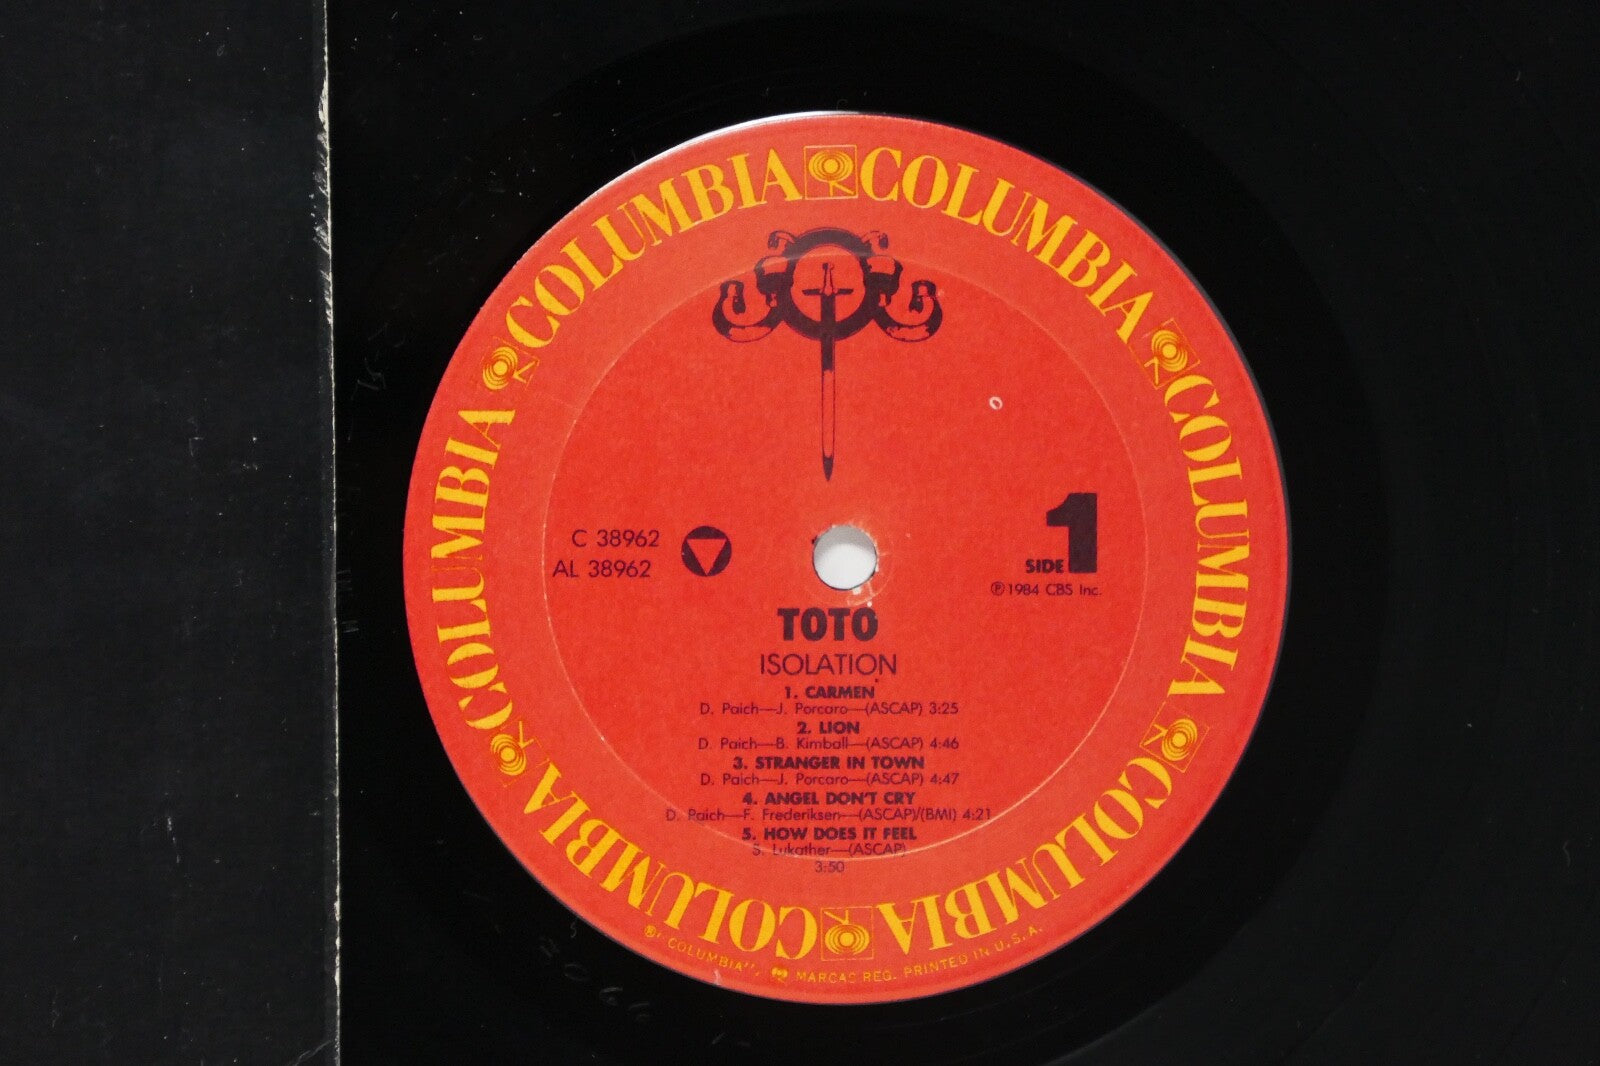 COLUMBIA COLUMBIA COLUMBIA COLUMBIA COLUMBIA COLUMBIA COLUMBIA COLUMBIA
C 38962
AL 38962
SIDE 1
℗ 1984 CBS Inc.
TOTO
ISOLATION
1. CARMEN
D. Paich—J. Porcaro—(ASCAP) 3:25
2. LION
D. Paich—B. Kimball—(ASCAP) 4:46
3. STRANGER IN TOWN
D. Paich—J. Porcaro—(ASCAP) 4:47
4. ANGEL DON'T CRY
D. Paich—F. Frederiksen—(ASCAP)/(BMI) 4:21
5. HOW DOES IT FEEL
S. Lukather—(ASCAP)
3:50
®"COLUMBIA", MARCAS REG. PRINTED IN U.S.A.